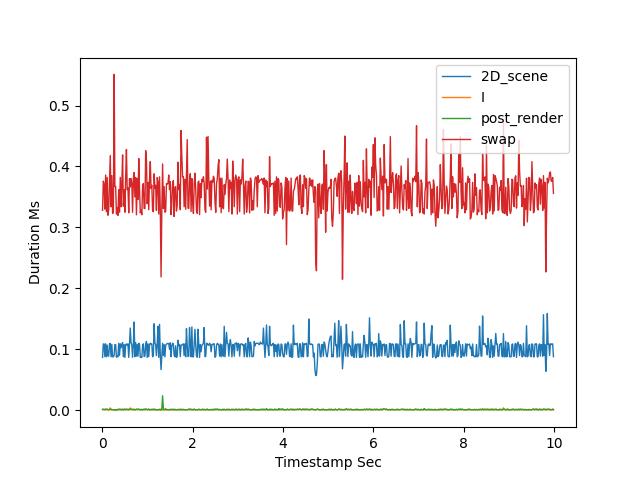 2D_scene
I
post_render
swap
Duration Ms
0.5
0.4
0.3
0.2
0.1
0.0
0 2 4 6 8 10
Timestamp Sec